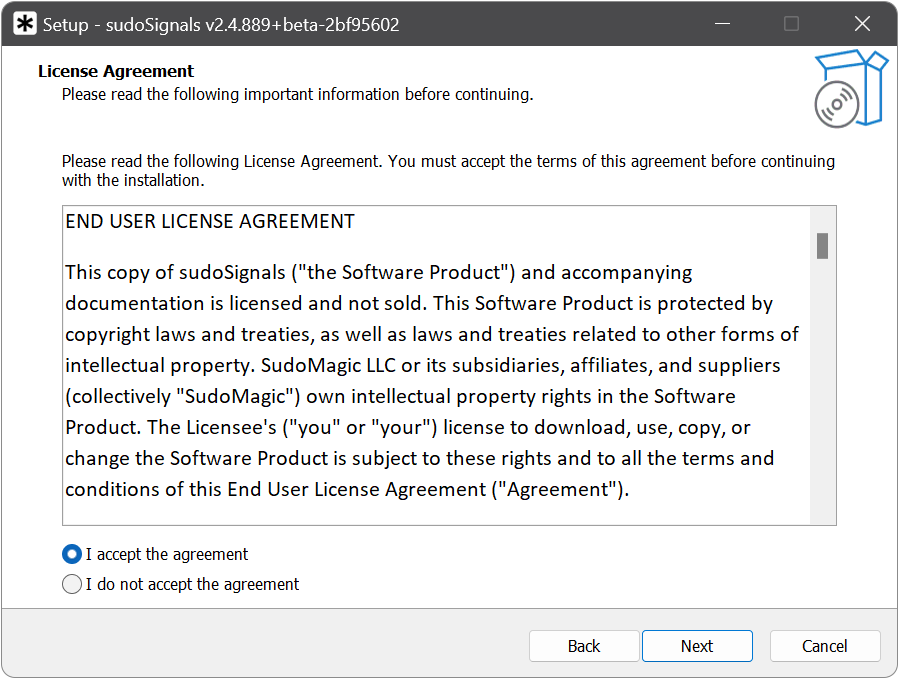 Setup - sudoSignals v2.4.889+beta-2bf95602
License Agreement
Please read the following important information before continuing.
Please read the following License Agreement. You must accept the terms of this agreement before continuing
with the installation.
END USER LICENSE AGREEMENT
This copy of sudoSignals ("the Software Product") and accompanying
documentation is licensed and not sold. This Software Product is protected by
copyright laws and treaties, as well as laws and treaties related to other forms of
intellectual property. SudoMagic LLC or its subsidiaries, affiliates, and suppliers
(collectively "SudoMagic") own intellectual property rights in the Software
Product. The Licensee's ("you" or "your") license to download, use, copy, or
change the Software Product is subject to these rights and to all the terms and
conditions of this End User License Agreement ("Agreement").
I accept the agreement
I do not accept the agreement
Back Next Cancel